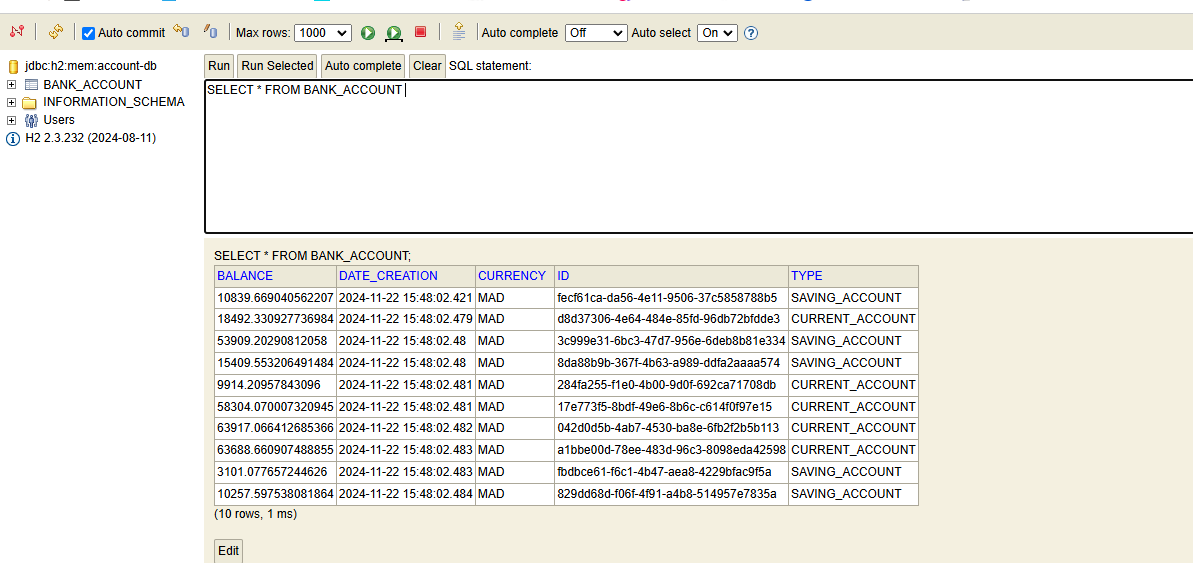 Auto commit Max rows: 1000 Auto complete Off Auto select On ?
jdbc:h2:mem:account-db
BANK_ACCOUNT
INFORMATION_SCHEMA
Users
H2 2.3.232 (2024-08-11)
Run Run Selected Auto complete Clear SQL statement:
SELECT * FROM BANK_ACCOUNT
SELECT * FROM BANK_ACCOUNT;
BALANCE DATE_CREATION CURRENCY ID TYPE
10839.669040562207 2024-11-22 15:48:02.421 MAD fecf61ca-da56-4e11-9506-37c5858788b5 SAVING_ACCOUNT
18492.330927736984 2024-11-22 15:48:02.479 MAD d8d37306-4e64-484e-85fd-96db72bfdde3 CURRENT_ACCOUNT
53909.20290812058 2024-11-22 15:48:02.48 MAD 3c999e31-6bc3-47d7-956e-6deb8b81e334 SAVING_ACCOUNT
15409.553206491484 2024-11-22 15:48:02.48 MAD 8da88b9b-367f-4b63-a989-ddfa2aaaa574 SAVING_ACCOUNT
9914.20957843096 2024-11-22 15:48:02.481 MAD 284fa255-f1e0-4b00-9d0f-692ca71708db CURRENT_ACCOUNT
58304.070007320945 2024-11-22 15:48:02.481 MAD 17e773f5-8bdf-49e6-8b6c-c614f0f97e15 CURRENT_ACCOUNT
63917.066412685366 2024-11-22 15:48:02.482 MAD 042d0d5b-4ab7-4530-ba8e-6fb2f2b5b113 CURRENT_ACCOUNT
63688.660907488855 2024-11-22 15:48:02.483 MAD a1bbe00d-78ee-483d-96c3-8098eda42598 CURRENT_ACCOUNT
3101.077657244626 2024-11-22 15:48:02.483 MAD fbdbce61-f6c1-4b47-aea8-4229bfac9f5a SAVING_ACCOUNT
10257.597538081864 2024-11-22 15:48:02.484 MAD 829dd68d-f06f-4f91-a4b8-514957e7835a SAVING_ACCOUNT
(10 rows, 1 ms)
Edit